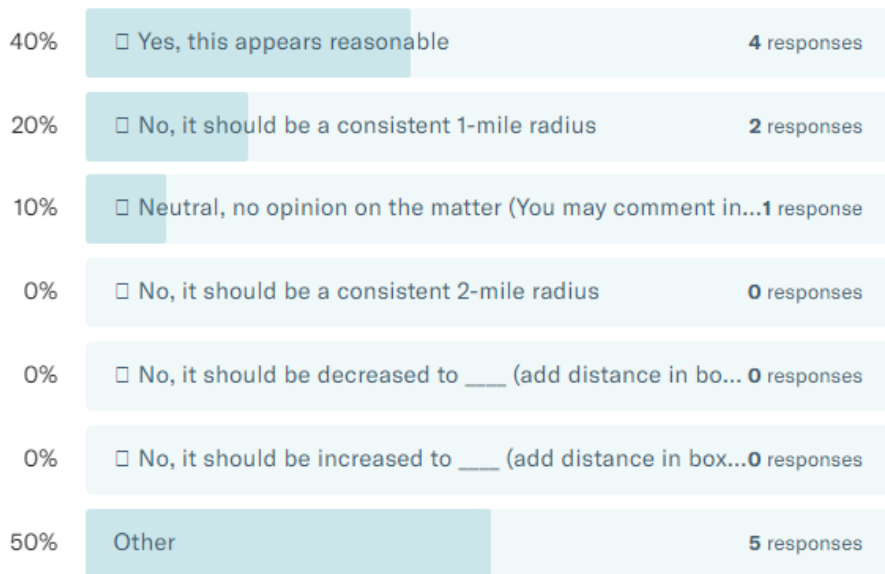 40% ▯ Yes, this appears reasonable 4 responses
20% ▯ No, it should be a consistent 1-mile radius 2 responses
10% ▯ Neutral, no opinion on the matter (You may comment in...1 response
0% ▯ No, it should be a consistent 2-mile radius 0 responses
0% ▯ No, it should be decreased to ___ (add distance in bo... 0 responses
0% ▯ No, it should be increased to ___ (add distance in box...0 responses
50% Other 5 responses